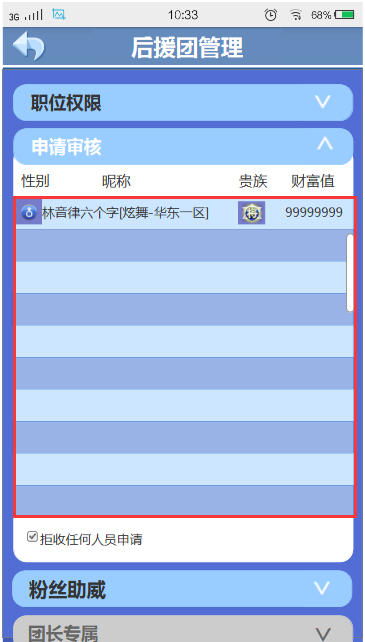 3G 10:33 68%
后援团管理
职位权限
申请审核
性别 昵称 贵族 财富值
林音律六个字[炫舞-华东一区] 99999999
拒收任何人员申请
粉丝助威
团长专属